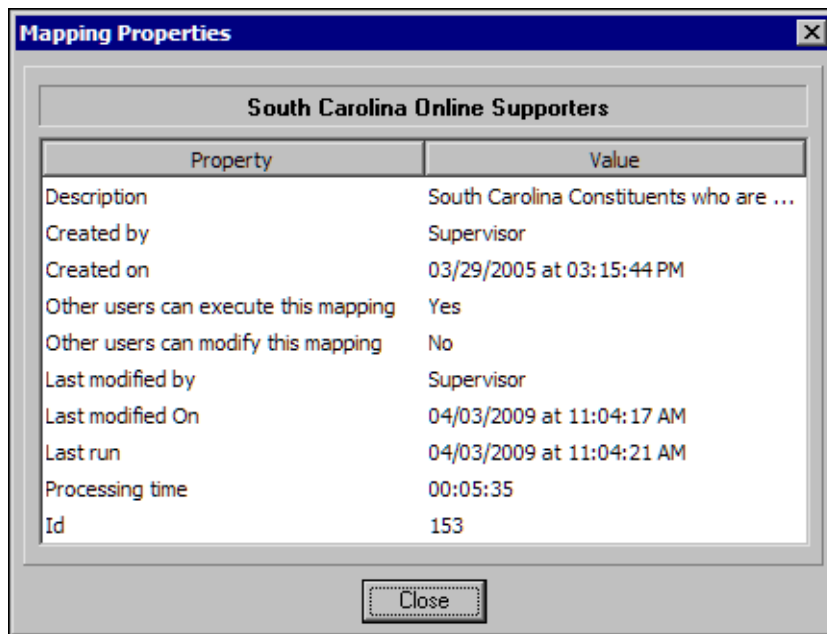 Mapping Properties
South Carolina Online Supporters
Property Value
Description South Carolina Constituents who are ...
Created by Supervisor
Created on 03/29/2005 at 03:15:44 PM
Other users can execute this mapping Yes
Other users can modify this mapping No
Last modified by Supervisor
Last modified On 04/03/2009 at 11:04:17 AM
Last run 04/03/2009 at 11:04:21 AM
Processing time 00:05:35
Id 153
Close